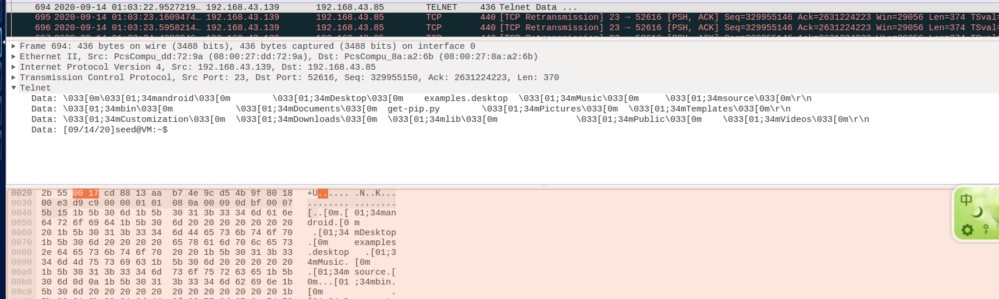 694 2020-09-14 01:03:22.9527219… 192.168.43.139 192.168.43.85 TELNET 436 Telnet Data ...
695 2020-09-14 01:03:23.1609474… 192.168.43.139 192.168.43.85 TCP 440 [TCP Retransmission] 23 → 52616 [PSH, ACK] Seq=329955146 Ack=2631224223 Win=29056 Len=374 TSval=
696 2020-09-14 01:03:23.5958214… 192.168.43.139 192.168.43.85 TCP 440 [TCP Retransmission] 23 → 52616 [PSH, ACK] Seq=329955146 Ack=2631224223 Win=29056 Len=374 TSval=
Frame 694: 436 bytes on wire (3488 bits), 436 bytes captured (3488 bits) on interface 0
Ethernet II, Src: PcsCompu_dd:72:9a (08:00:27:dd:72:9a), Dst: PcsCompu_8a:a2:6b (08:00:27:8a:a2:6b)
Internet Protocol Version 4, Src: 192.168.43.139, Dst: 192.168.43.85
Transmission Control Protocol, Src Port: 23, Dst Port: 52616, Seq: 329955150, Ack: 2631224223, Len: 370
Telnet
Data: \033[0m\033[01;34mandroid\033[0m        \033[01;34mDesktop\033[0m    examples.desktop  \033[01;34mMusic\033[0m     \033[01;34msource\033[0m\r\n
Data: \033[01;34mbin\033[0m            \033[01;34mDocuments\033[0m  get-pip.py        \033[01;34mPictures\033[0m  \033[01;34mTemplates\033[0m\r\n
Data: \033[01;34mCustomization\033[0m  \033[01;34mDownloads\033[0m  \033[01;34mlib\033[0m               \033[01;34mPublic\033[0m    \033[01;34mVideos\033[0m\r\n
Data: [09/14/20]seed@VM:~$
0020 2b 55 00 17 cd 88 13 aa b7 4e 9c d5 4b 9f 80 18 +U...... .N..K...
0030 00 e3 d9 c9 00 00 01 01 08 0a 00 09 0d bf 00 07 ........ ........
0040 5b 15 1b 5b 30 6d 1b 5b 30 31 3b 33 34 6d 61 6e [..[0m.[ 01;34man
0050 64 72 6f 69 64 1b 5b 30 6d 20 20 20 20 20 20 20 droid.[0 m
0060 20 1b 5b 30 31 3b 33 34 6d 44 65 73 6b 74 6f 70 .[01;34 mDesktop
0070 1b 5b 30 6d 20 20 20 20 65 78 61 6d 70 6c 65 73 .[0m     examples
0080 2e 64 65 73 6b 74 6f 70 20 20 1b 5b 30 31 3b 33 .desktop   .[01;3
0090 34 6d 4d 75 73 69 63 1b 5b 30 6d 20 20 20 20 20 4mMusic. [0m
00a0 1b 5b 30 31 3b 33 34 6d 73 6f 75 72 63 65 1b 5b .[01;34m source.[
00b0 30 6d 0d 0a 1b 5b 30 31 3b 33 34 6d 62 69 6e 1b 0m...[01 ;34mbin.
00c0 5b 30 6d 20 20 20 20 20 20 20 20 20 20 20 20 1b [0m             .
中